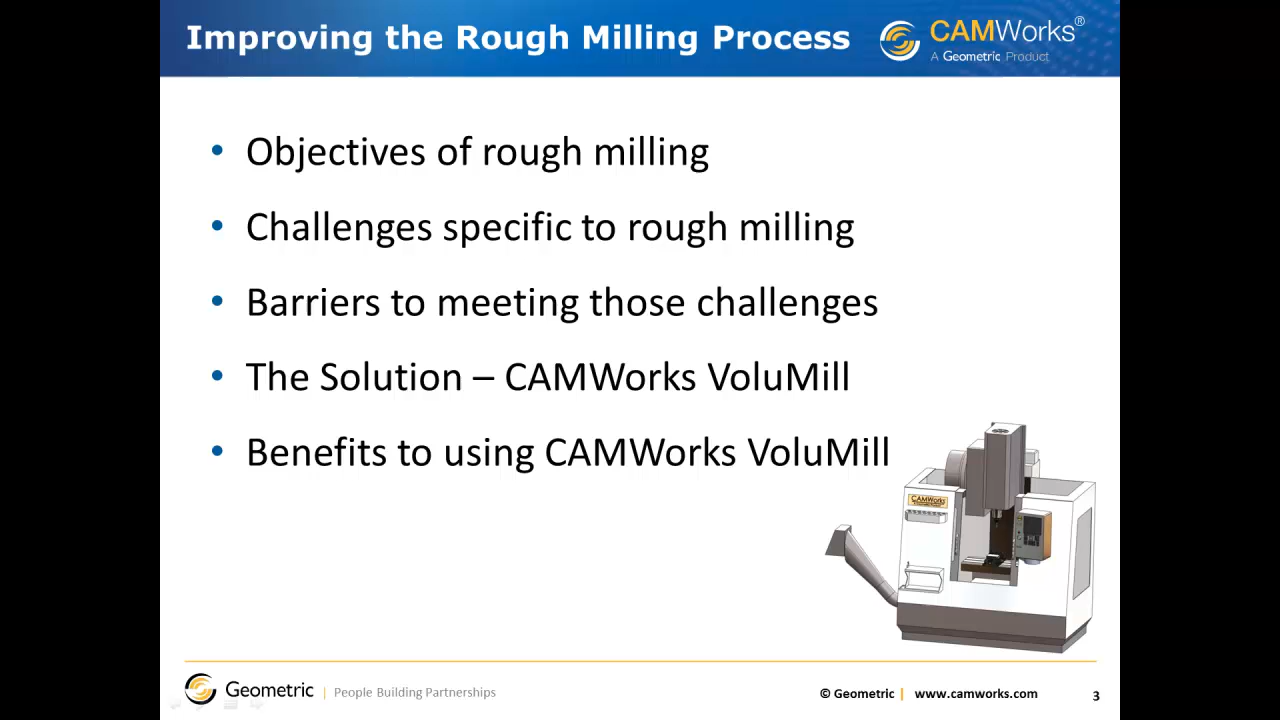 Improving the Rough Milling Process
CAMWorks®
A Geometric Product
• Objectives of rough milling
• Challenges specific to rough milling
• Barriers to meeting those challenges
• The Solution – CAMWorks VoluMill
• Benefits to using CAMWorks VoluMill
CAMWorks
Geometric | People Building Partnerships
© Geometric | www.camworks.com 3